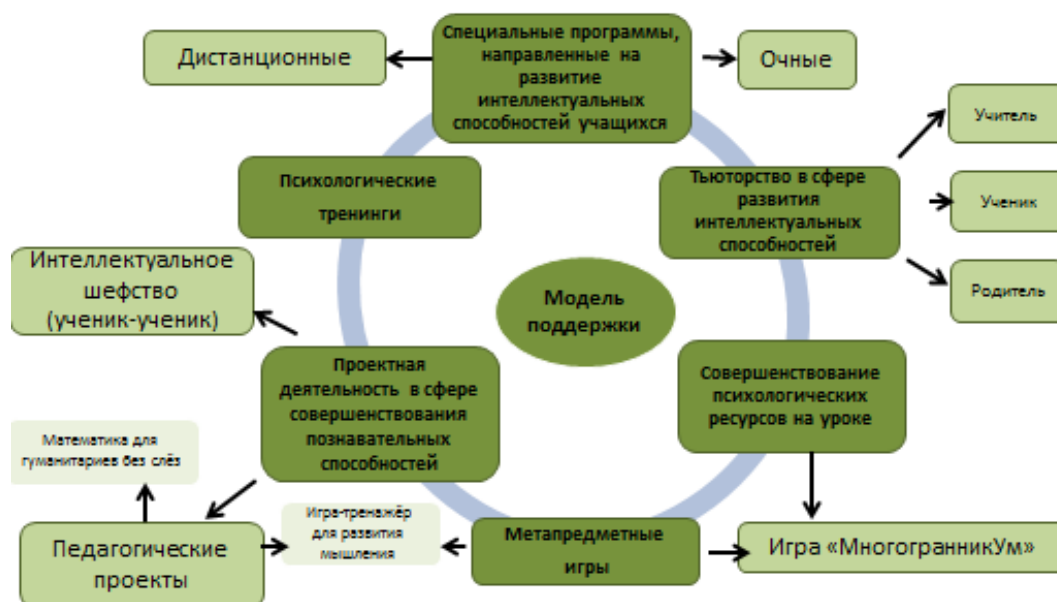 Специальные программы,
направленные на
развитие
интеллектуальных
способностей учащихся
Дистанционные
Очные
Учитель
Психологические
тренинги
Тьюторство в сфере
развития
интеллектуальных
способностей
Ученик
Родитель
Интеллектуальное
шефство
(ученик-ученик)
Модель
поддержки
Проектная
деятельность в сфере
совершенствования
познавательных
способностей
Совершенствование
психологических
ресурсов на уроке
Математика для
гуманитариев без слёз
Игра-тренажёр
для развития
мышления
Педагогические
проекты
Метапредметные
игры
Игра «МногогранникУм»